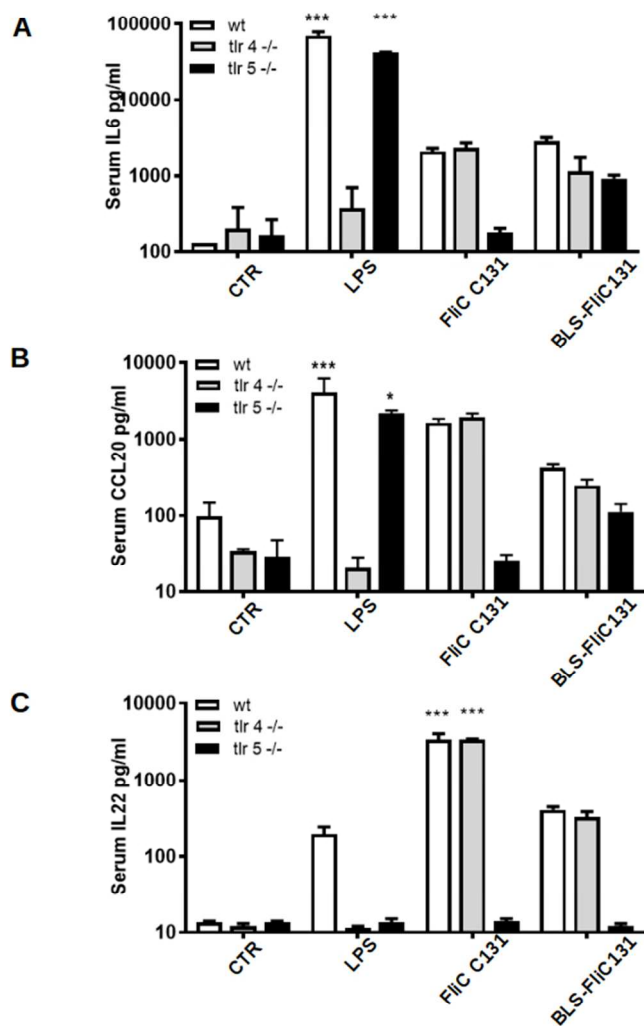 A
Serum IL6 pg/ml
100000
10000
1000
100
wt
tlr 4 -/-
tlr 5 -/-
***
***
CTR
LPS
FliC C131
BLS-FliC131
B
Serum CCL20 pg/ml
10000
1000
100
10
wt
tlr 4 -/-
tlr 5 -/-
***
*
CTR
LPS
FliC C131
BLS-FliC131
C
Serum IL22 pg/ml
10000
1000
100
10
wt
tlr 4 -/-
tlr 5 -/-
*** ***
CTR
LPS
FliC C131
BLS-FliC131